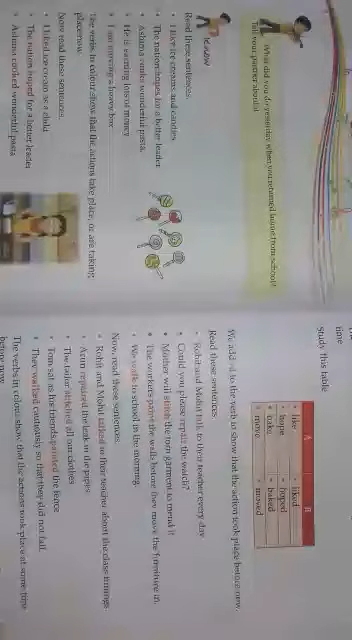 What did you do yesterday when you returned home from school?
Tell your partner about it.
Read these sentences.
• I like ice creams and candies.
• The nation hopes for a better leader.
• Ashima cooks wonderful pasta.
• He is earning lots of money.
• I am moving a heavy box.
The verbs in colour show that the actions take place, or are taking
place now.
Now read these sentences.
• I liked ice cream as a child.
• The nation hoped for a better leader.
• Ashima cooked wonderful pasta.
time
Study this table
A B
• like • liked
• hope • hoped
• bake • baked
• move • moved
We add -d to the verb to show that the action took place before now.
Read these sentences.
• Rohit and Mohit talk to their teacher every day.
• Could you please repair the watch?
• Mother will stitch the torn garment to mend it.
• The workers paint the walls before they move the furniture in.
• We walk to school in the morning.
Now, read these sentences.
• Rohit and Mohit talked to their teacher about the class timings.
• Arun repaired the leak in the pipes.
• The tailor stitched all our clothes.
• Tom sat as his friends painted the fence.
• They walked cautiously so that they did not fall.
The verbs in colour show that the actions took place at some time
before now.